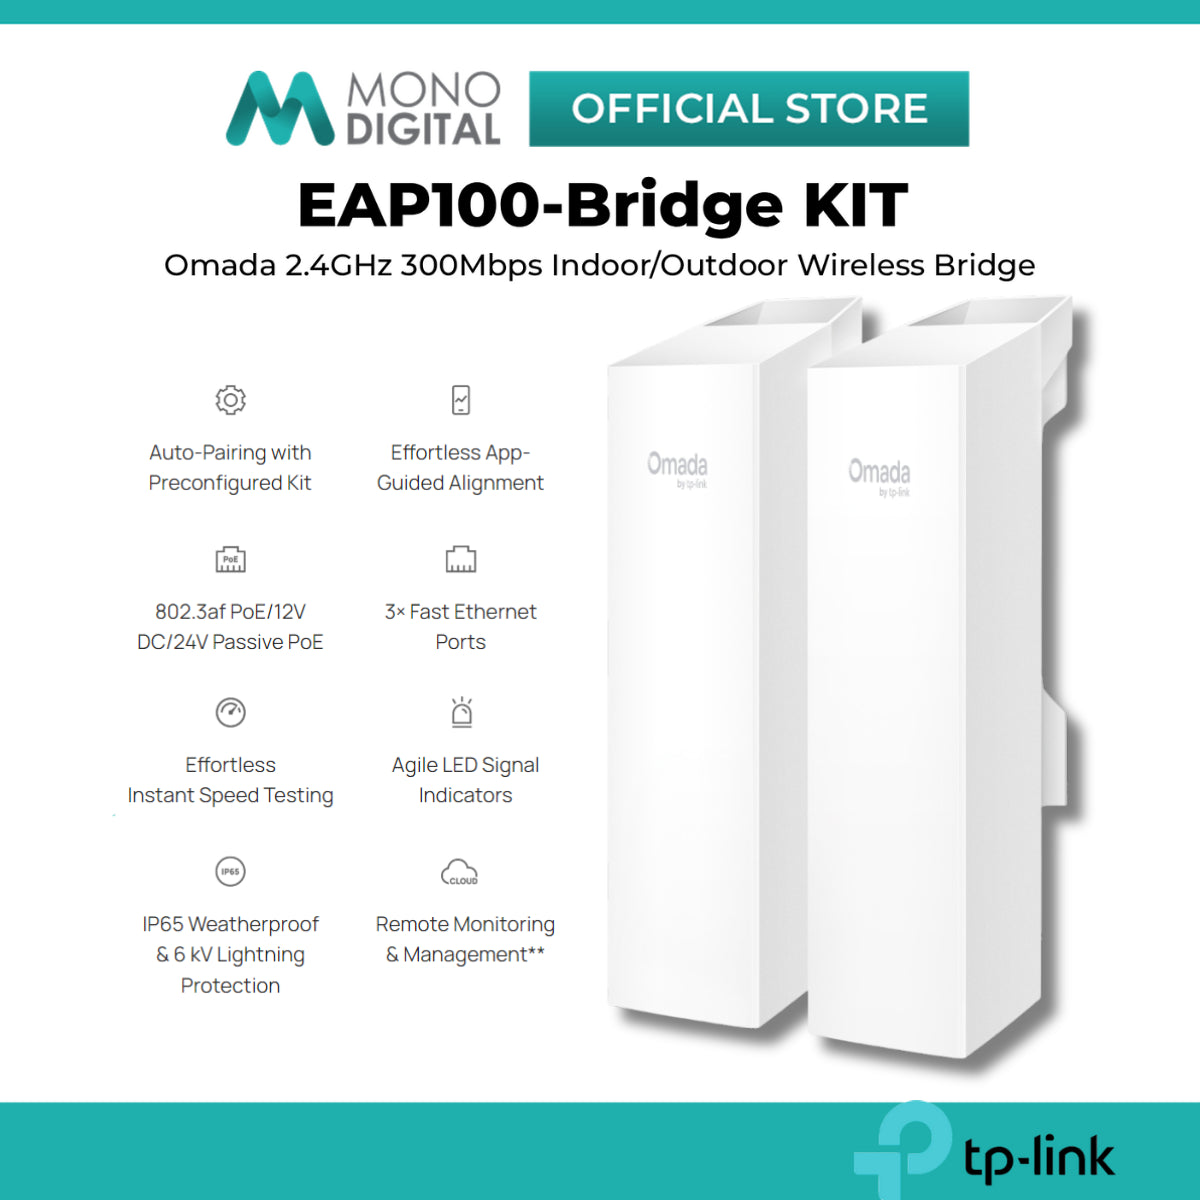 MONO
DIGITAL
OFFICIAL STORE
EAP100-Bridge KIT
Omada 2.4GHz 300Mbps Indoor/Outdoor Wireless Bridge
Auto-Pairing with
Preconfigured Kit
Effortless App-
Guided Alignment
PoE
802.3af PoE/12V
DC/24V Passive PoE
3× Fast Ethernet
Ports
Effortless
Instant Speed Testing
Agile LED Signal
Indicators
IP65
IP65 Weatherproof
& 6 kV Lightning
Protection
CLOUD
Remote Monitoring
& Management**
Omada
by tp-link
Omada
by tp-link
tp-link